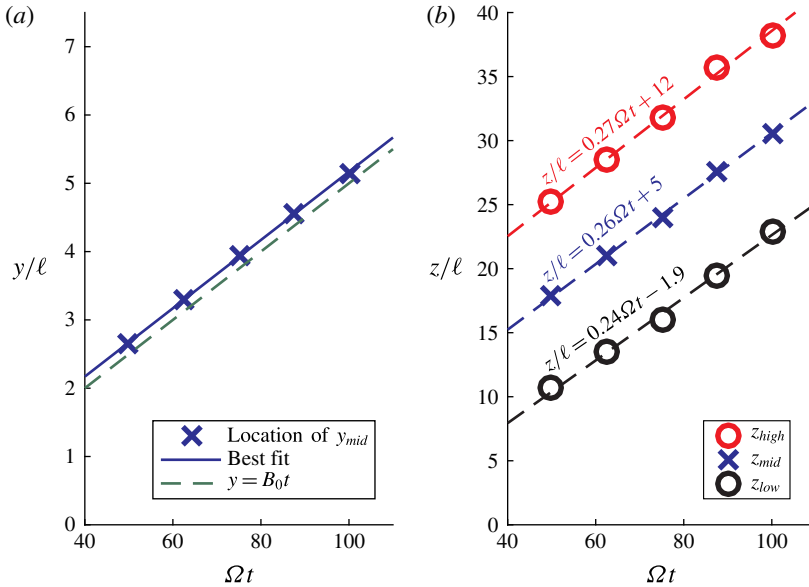 (a)
7
6
5
y/ℓ
4
3
2
1
0
40
60
80
100
Ωt
Location of y_mid
Best fit
y = B₀t
(b)
40
35
30
25
z/ℓ
20
15
10
5
0
40
60
80
100
Ωt
z/ℓ = 0.27Ωt + 12
z/ℓ = 0.26Ωt + 5
z/ℓ = 0.24Ωt − 1.9
z_high
z_mid
z_low